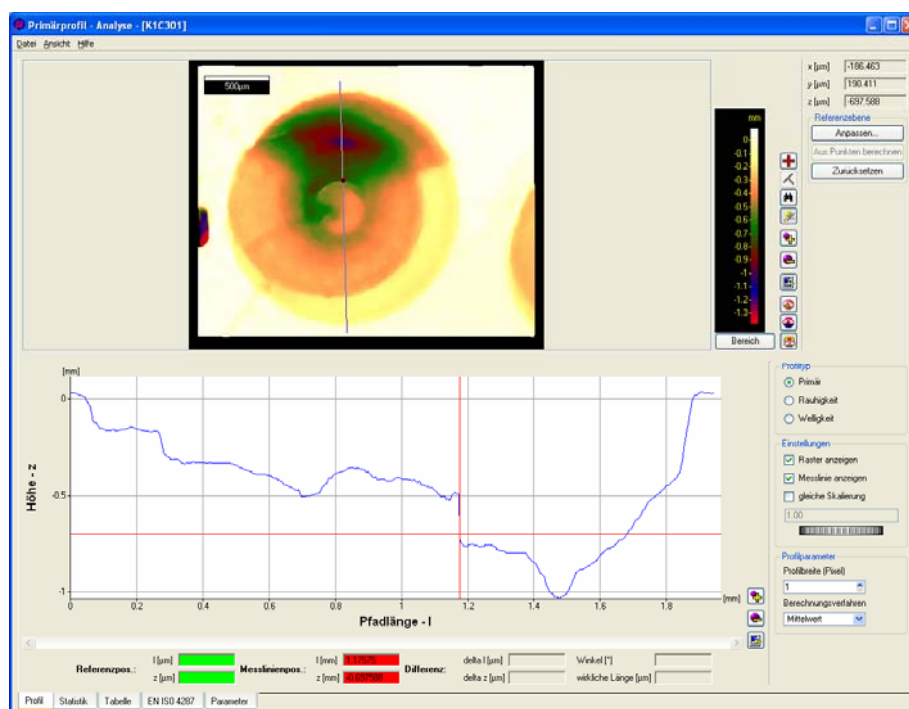 Primärprofil - Analyse - [K1C301]
Datei Ansicht Hilfe
500µm
mm
0
-0.1
-0.2
-0.3
-0.4
-0.5
-0.6
-0.7
-0.8
-0.9
-1
-1.1
-1.2
-1.3
Bereich
x [µm] -186.463
y [µm] 190.411
z [µm] -697.588
Referenzebene
Anpassen...
Aus Punkten berechnen
Zurücksetzen
[mm]
0
-0.5
-1
Höhe - z
0 0.2 0.4 0.6 0.8 1 1.2 1.4 1.6 1.8 [mm]
Pfadlänge - l
Profiltyp
Primär
Rauhigkeit
Welligkeit
Einstellungen
Raster anzeigen
Messlinie anzeigen
gleiche Skalierung
1.00
Profilparameter
Profilbreite (Pixel)
1
Berechnungsverfahren
Mittelwert
Referenzpos.: l [µm] Messlinienpos.: l [mm] 1.17575 Differenz: delta l [µm] Winkel [°]
z [µm] z [mm] -0.697588 delta z [µm] wirkliche Länge [µm]
Profil Statistik Tabelle EN ISO 4287 Parameter